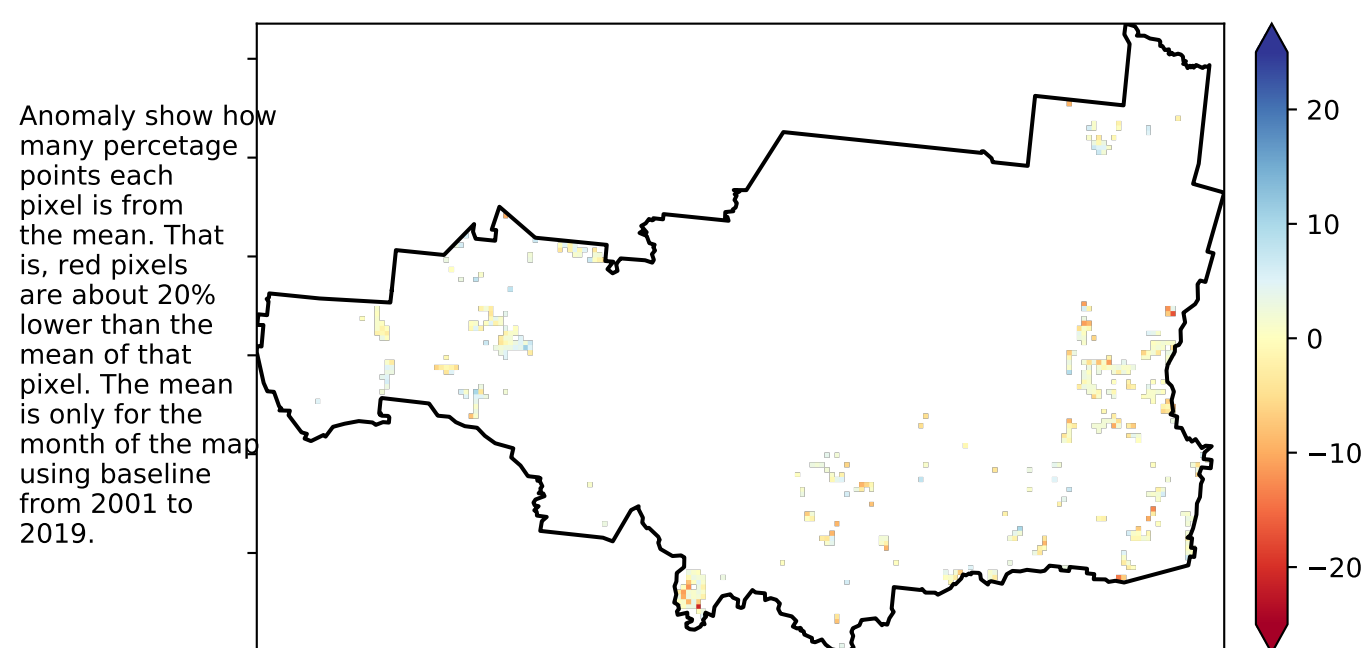 Anomaly show how
many percetage
points each
pixel is from
the mean. That
is, red pixels
are about 20%
lower than the
mean of that
pixel. The mean
is only for the
month of the map
using baseline
from 2001 to
2019.
20
10
0
−10
−20